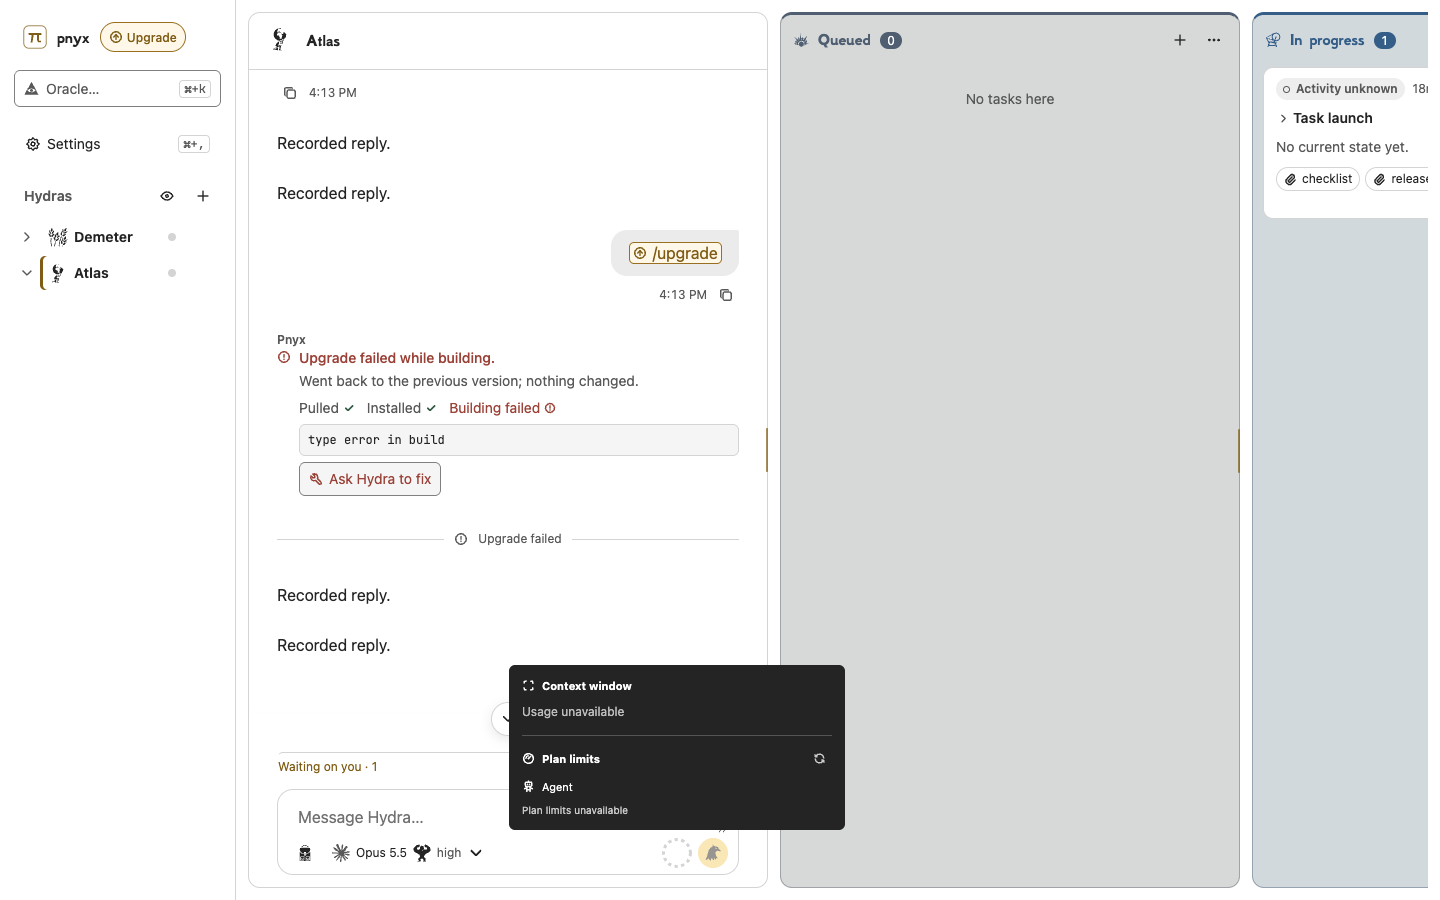 pnyx
Upgrade
Oracle...
⌘+K
Settings
⌘+,
Hydras
Demeter
Atlas
Atlas
4:13 PM
Recorded reply.
Recorded reply.
/upgrade
4:13 PM
Pnyx
Upgrade failed while building.
Went back to the previous version; nothing changed.
Pulled Installed Building failed
type error in build
Ask Hydra to fix
Upgrade failed
Recorded reply.
Recorded reply.
Context window
Usage unavailable
Plan limits
Agent
Plan limits unavailable
Waiting on you · 1
Message Hydra...
Opus 5.5 high
Queued 0
No tasks here
In progress 1
Activity unknown
Task launch
No current state yet.
checklist
release